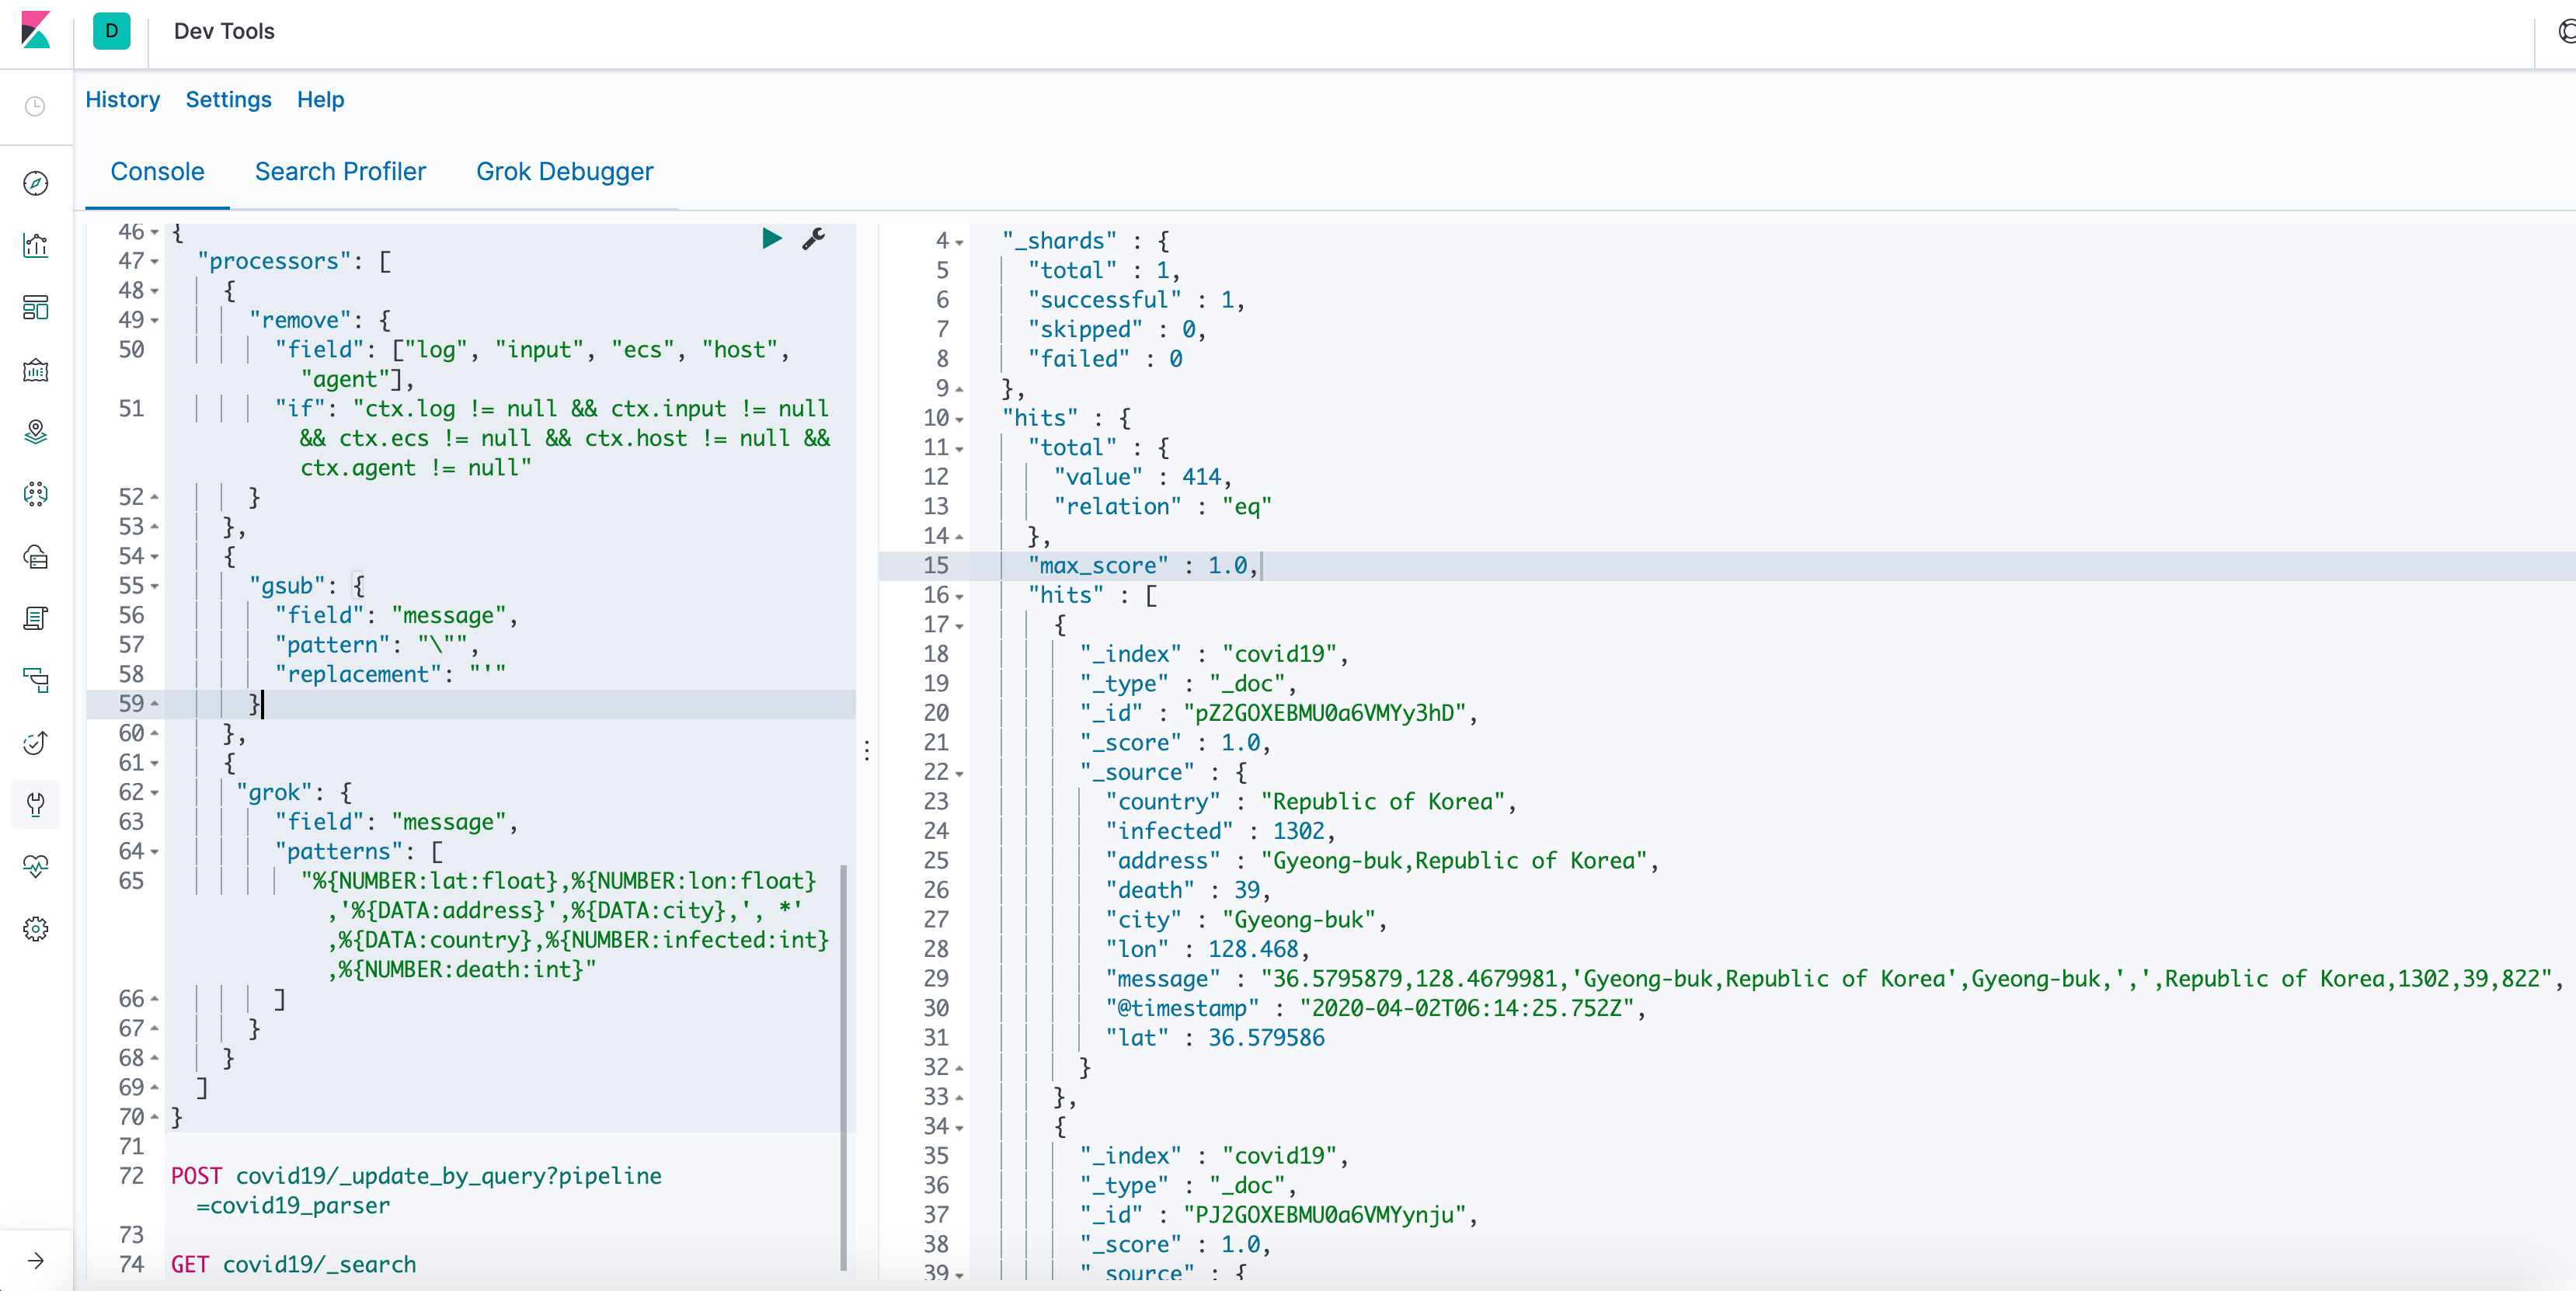 D
Dev Tools
History Settings Help
Console Search Profiler Grok Debugger
46 {
47 "processors": [
48 {
49 "remove": {
50 "field": ["log", "input", "ecs", "host",
"agent"],
51 "if": "ctx.log != null && ctx.input != null
&& ctx.ecs != null && ctx.host != null &&
ctx.agent != null"
52 }
53 },
54 {
55 "gsub": {
56 "field": "message",
57 "pattern": "\"",
58 "replacement": "'"
59 }
60 },
61 {
62 "grok": {
63 "field": "message",
64 "patterns": [
65 "%{NUMBER:lat:float},%{NUMBER:lon:float}
,'%{DATA:address}',%{DATA:city},', *'
,%{DATA:country},%{NUMBER:infected:int}
,%{NUMBER:death:int}"
66 ]
67 }
68 }
69 ]
70 }
71
72 POST covid19/_update_by_query?pipeline
=covid19_parser
73
74 GET covid19/_search
4 "_shards" : {
5 "total" : 1,
6 "successful" : 1,
7 "skipped" : 0,
8 "failed" : 0
9 },
10 "hits" : {
11 "total" : {
12 "value" : 414,
13 "relation" : "eq"
14 },
15 "max_score" : 1.0,
16 "hits" : [
17 {
18 "_index" : "covid19",
19 "_type" : "_doc",
20 "_id" : "pZ2GOXEBMU0a6VMYy3hD",
21 "_score" : 1.0,
22 "_source" : {
23 "country" : "Republic of Korea",
24 "infected" : 1302,
25 "address" : "Gyeong-buk,Republic of Korea",
26 "death" : 39,
27 "city" : "Gyeong-buk",
28 "lon" : 128.468,
29 "message" : "36.5795879,128.4679981,'Gyeong-buk,Republic of Korea',Gyeong-buk,',',Republic of Korea,1302,39,822",
30 "@timestamp" : "2020-04-02T06:14:25.752Z",
31 "lat" : 36.579586
32 }
33 },
34 {
35 "_index" : "covid19",
36 "_type" : "_doc",
37 "_id" : "PJ2GOXEBMU0a6VMYynju",
38 "_score" : 1.0,
39 "_source" : {